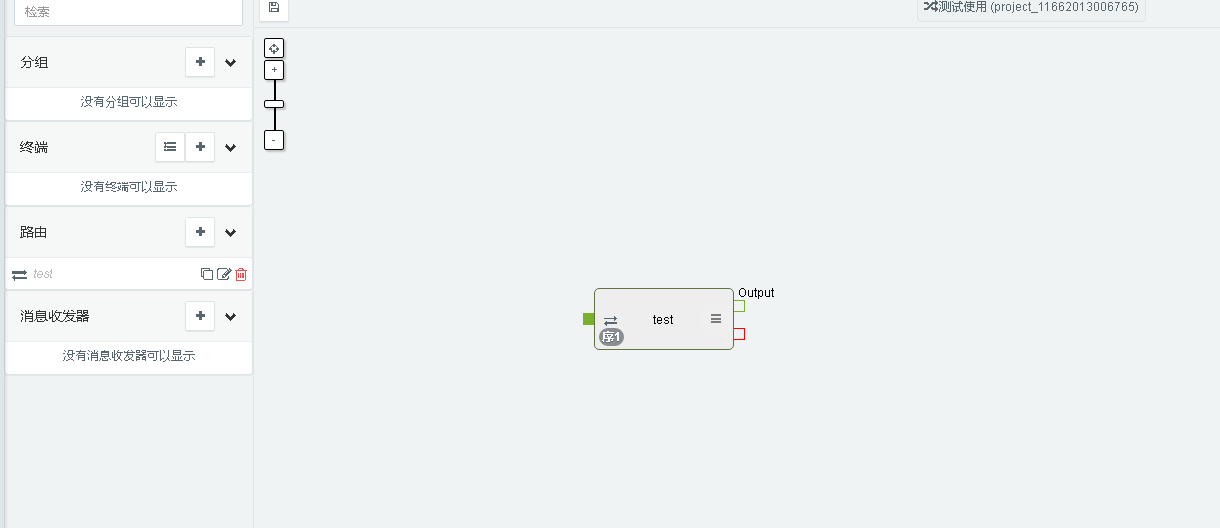 检索
测试使用 (project_11662013006765)
分组
没有分组可以显示
终端
没有终端可以显示
路由
test
消息收发器
没有消息收发器可以显示
+
-
Output
test
序1